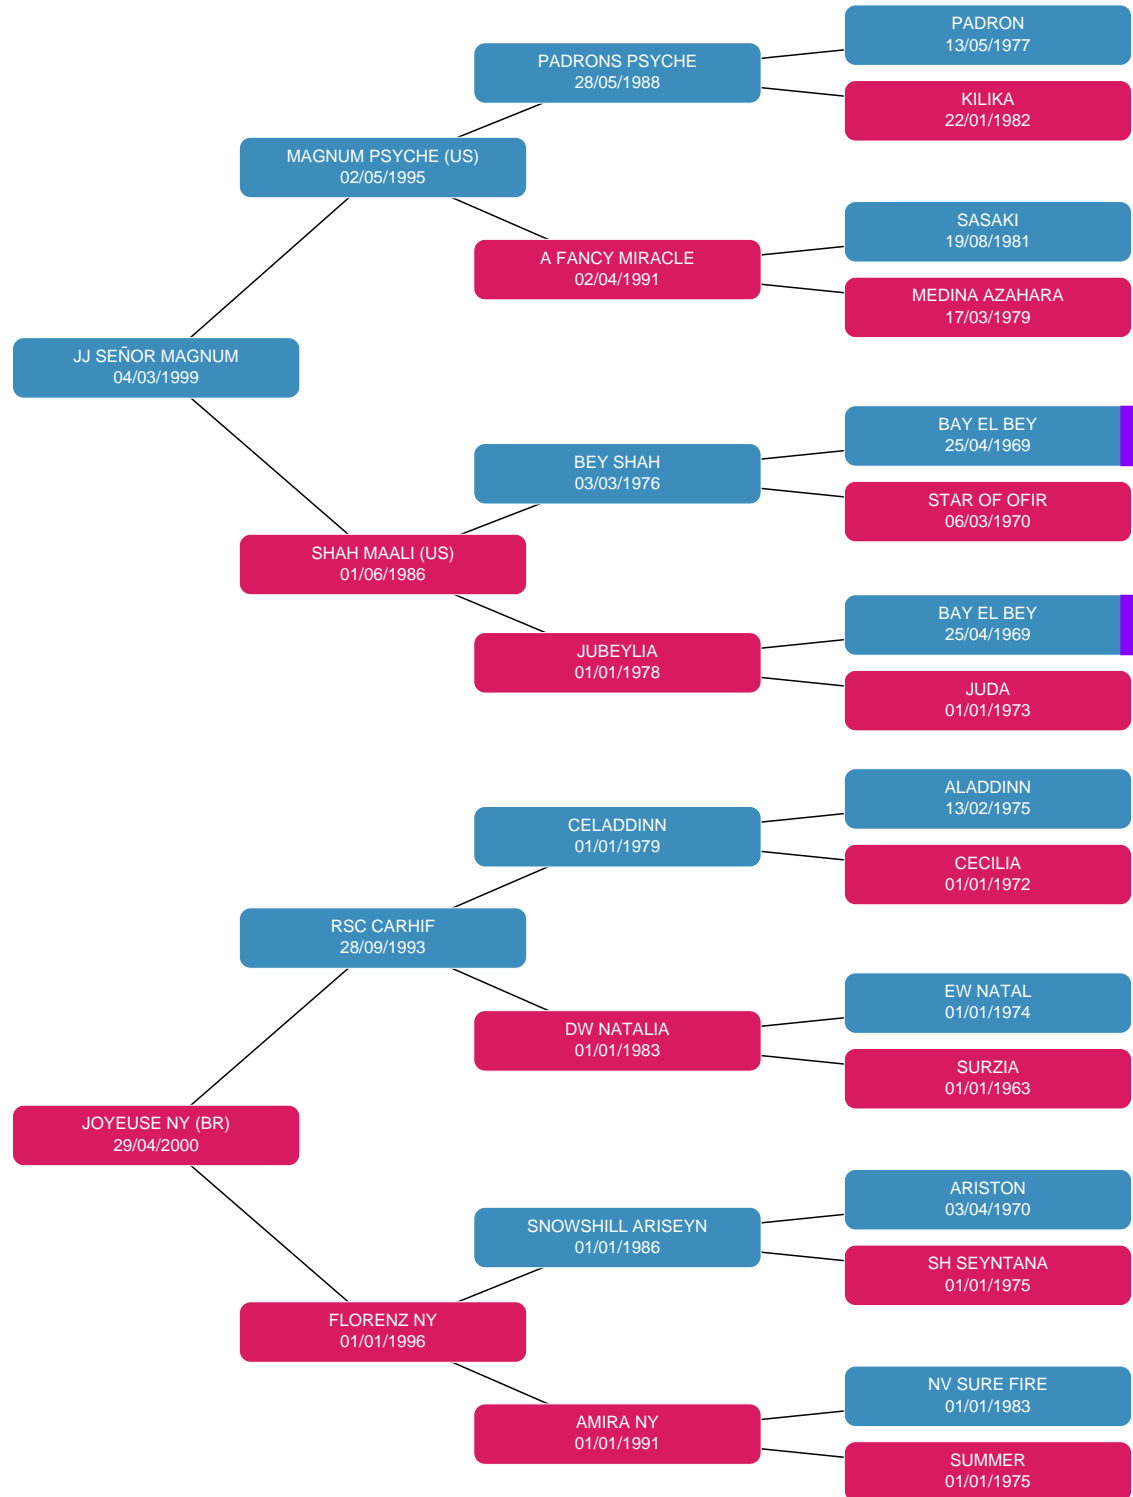 PADRON
13/05/1977
PADRONS PSYCHE
28/05/1988
KILIKA
22/01/1982
MAGNUM PSYCHE (US)
02/05/1995
SASAKI
19/08/1981
A FANCY MIRACLE
02/04/1991
MEDINA AZAHARA
17/03/1979
JJ SEÑOR MAGNUM
04/03/1999
BAY EL BEY
25/04/1969
BEY SHAH
03/03/1976
STAR OF OFIR
06/03/1970
SHAH MAALI (US)
01/06/1986
BAY EL BEY
25/04/1969
JUBEYLIA
01/01/1978
JUDA
01/01/1973
ALADDINN
13/02/1975
CELADDINN
01/01/1979
CECILIA
01/01/1972
RSC CARHIF
28/09/1993
EW NATAL
01/01/1974
DW NATALIA
01/01/1983
SURZIA
01/01/1963
JOYEUSE NY (BR)
29/04/2000
ARISTON
03/04/1970
SNOWSHILL ARISEYN
01/01/1986
SH SEYNTANA
01/01/1975
FLORENZ NY
01/01/1996
NV SURE FIRE
01/01/1983
AMIRA NY
01/01/1991
SUMMER
01/01/1975